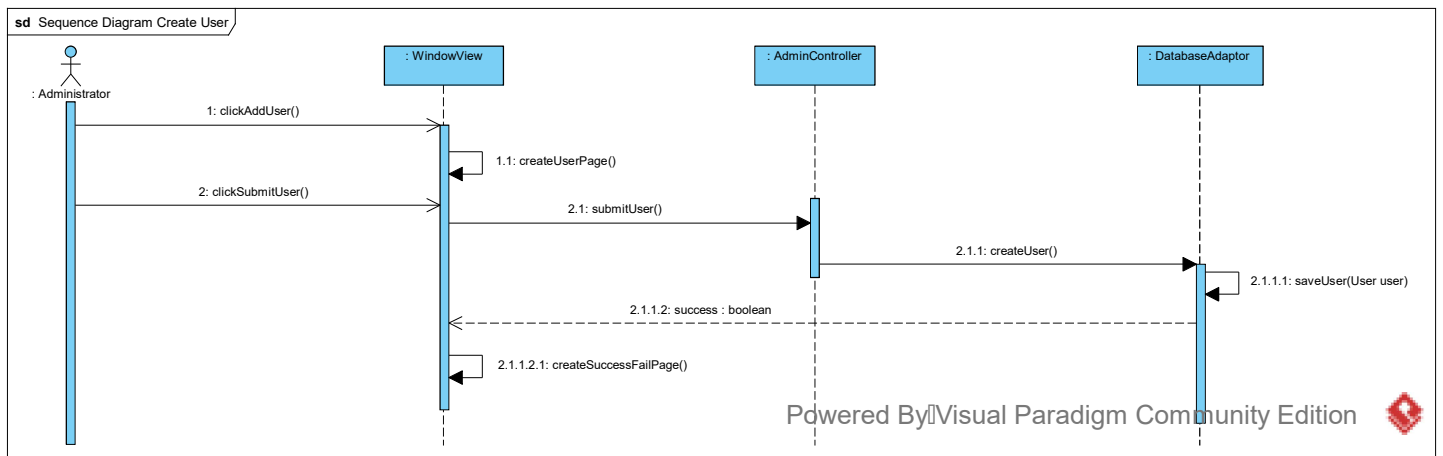 sd Sequence Diagram Create User
: Administrator
: WindowView
: AdminController
: DatabaseAdaptor
1: clickAddUser()
1.1: createUserPage()
2: clickSubmitUser()
2.1: submitUser()
2.1.1: createUser()
2.1.1.1: saveUser(User user)
2.1.1.2: success : boolean
2.1.1.2.1: createSuccessFailPage()
Powered By Visual Paradigm Community Edition